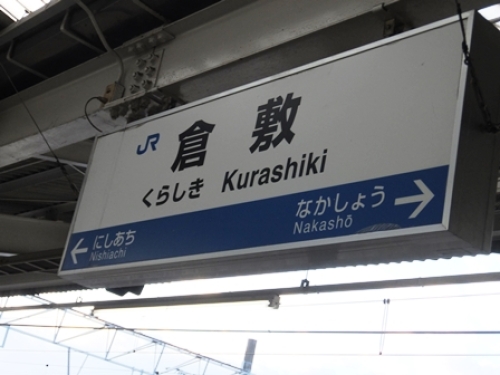 JR
倉敷
くらしき Kurashiki
← にしあち
Nishiachi
なかしょう →
Nakashō